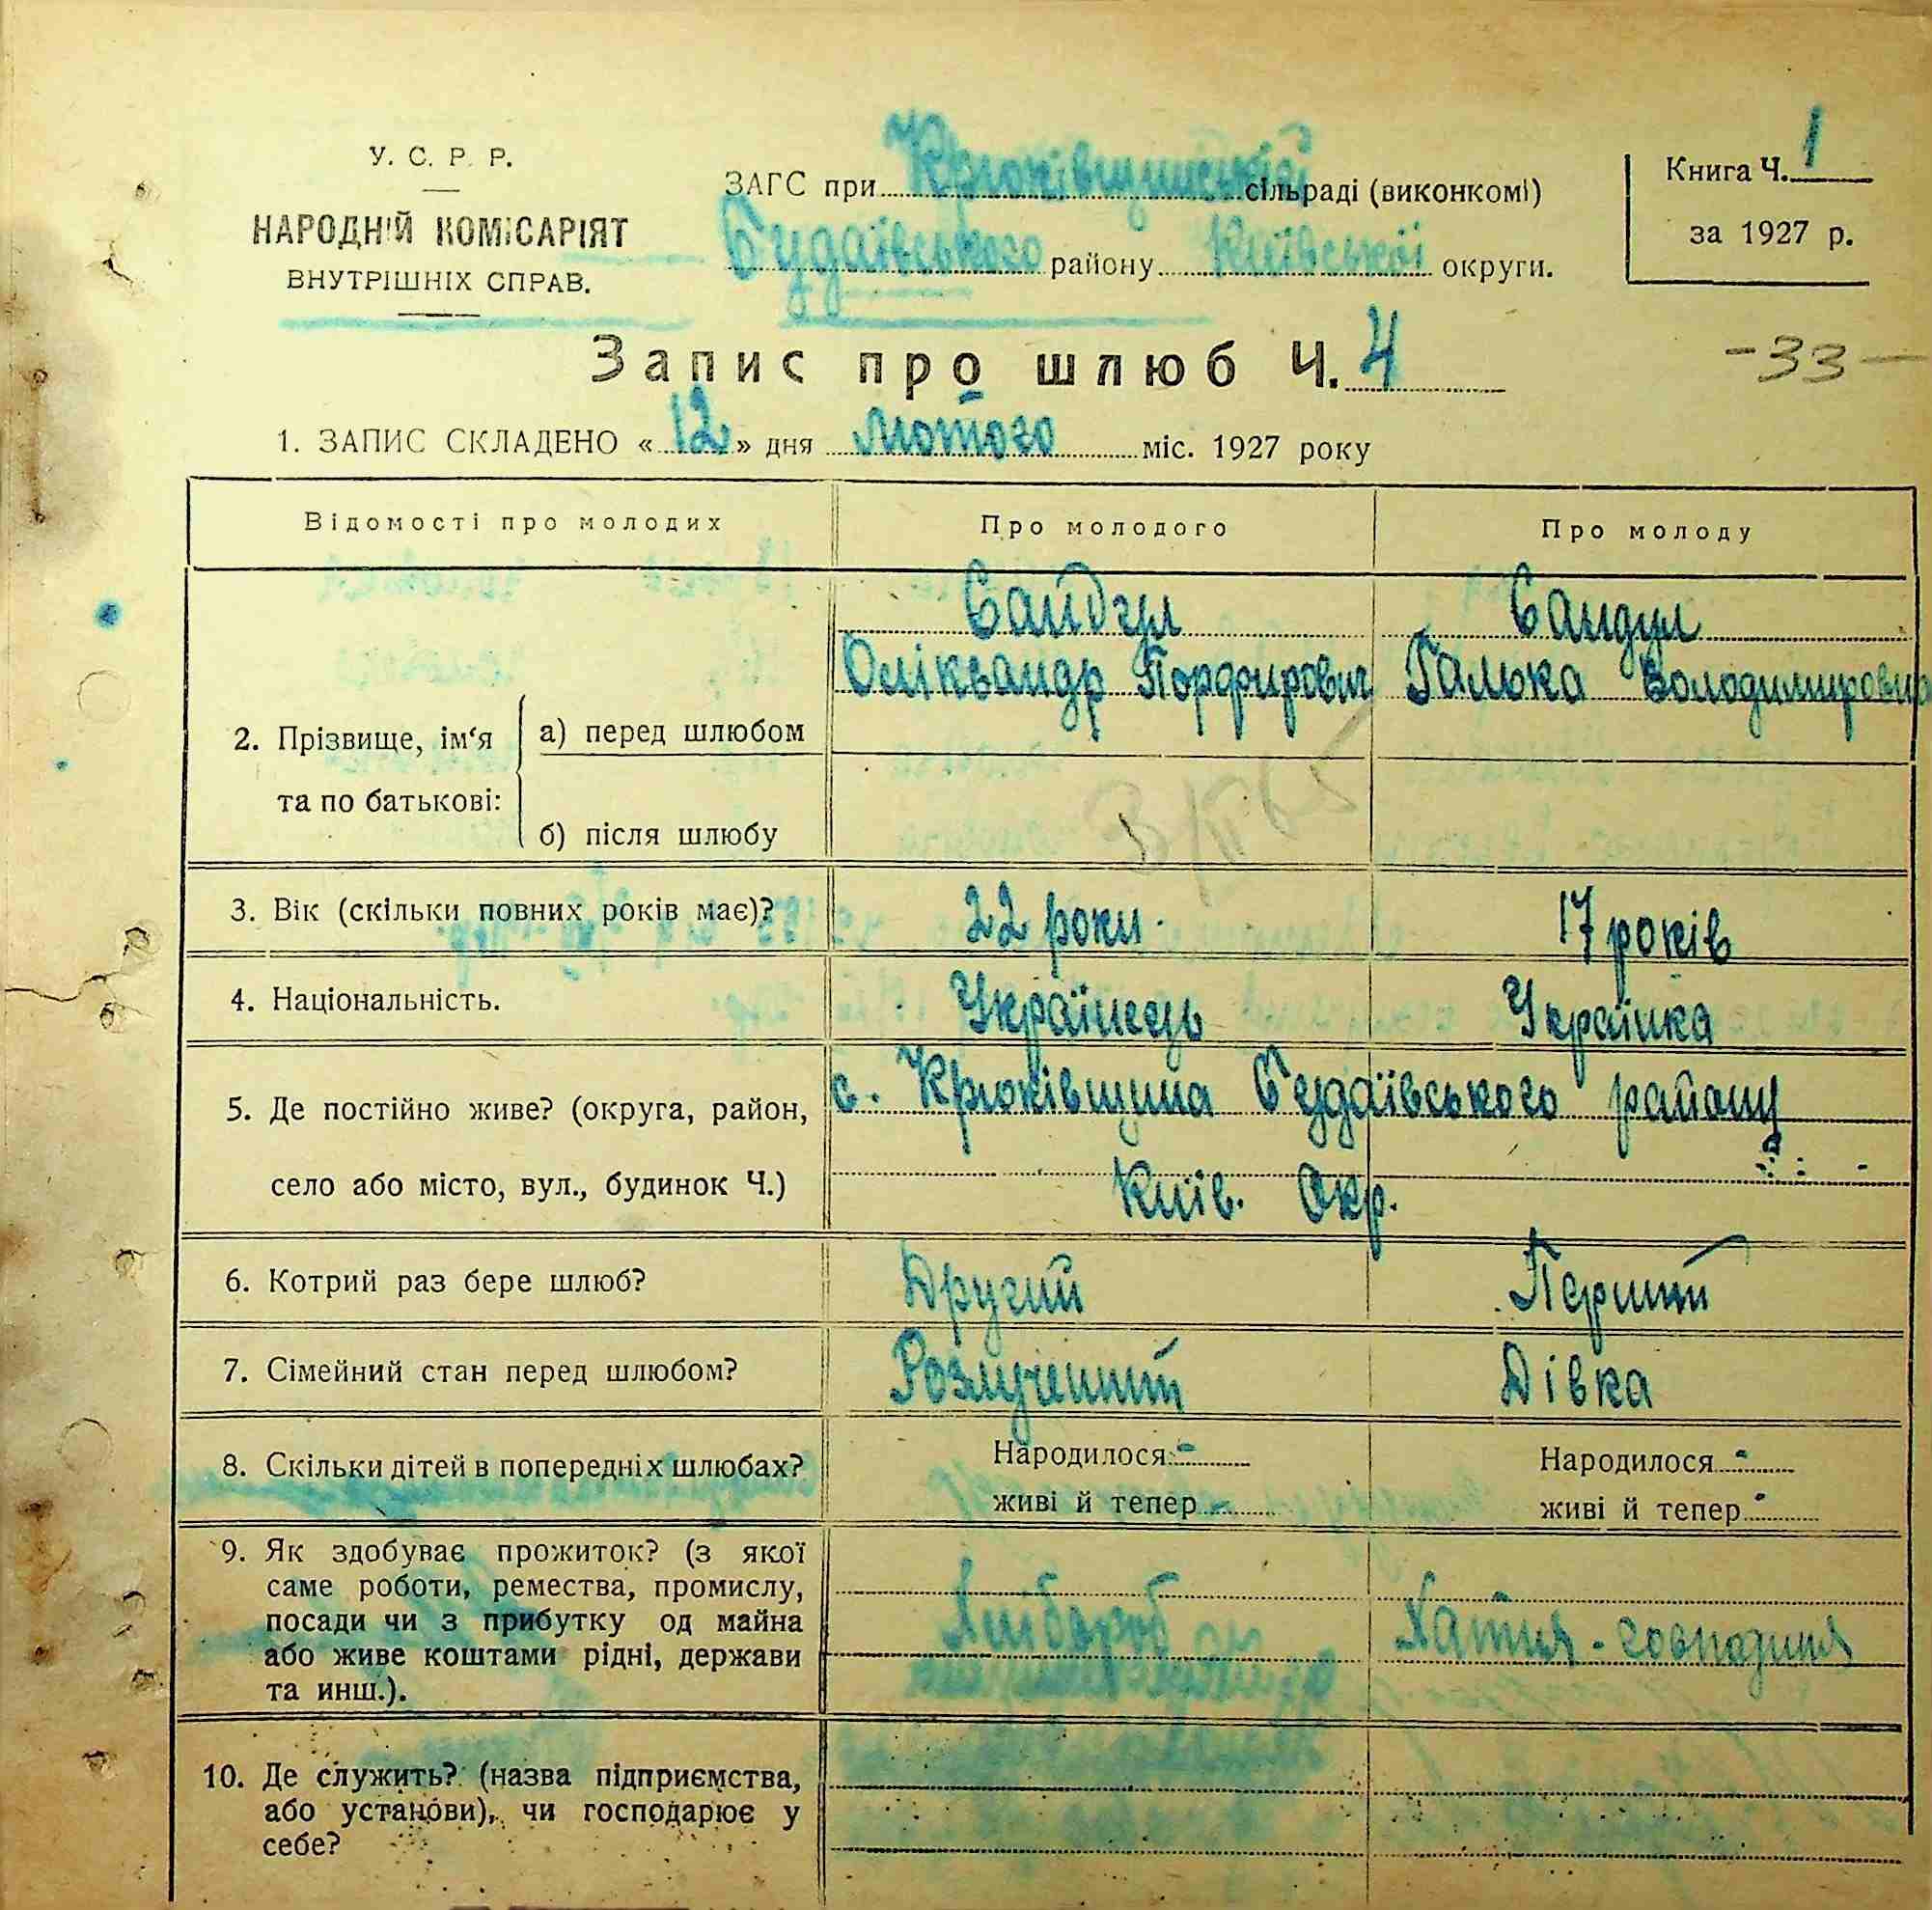 У. С. Р. Р.
НАРОДНІЙ КОМІСАРІЯТ
ВНУТРІШНІХ СПРАВ.
ЗАГС при Крюківщинській сільраді (виконкомі)
Будаївського району Київської округи.
Книга Ч. 1
за 1927 р.
Запис про шлюб Ч. 4
-33-
1. ЗАПИС СКЛАДЕНО «12» дня Лютого міс. 1927 року
Відомості про молодих Про молодого Про молоду
2. Прізвище, ім‘я та по батькові:
а) перед шлюбом
Сандул Сандул
Оліксандр Порфирович Галька Володимировна
б) після шлюбу
3. Вік (скільки повних років має)? 22 роки. 17 років
4. Національність. Українець Українка
5. Де постійно живе? (округа, район,
село або місто, вул., будинок Ч.)
с. Крюківщина Будаївського району
Київ. Окр.
6. Котрий раз бере шлюб? Другий Перший
7. Сімейний стан перед шлюбом? Розлучений Дівка
8. Скільки дітей в попередніх шлюбах? Народилося - Народилося -
живі й тепер - живі й тепер -
9. Як здобуває прожиток? (з якої
саме роботи, ремества, промислу,
посади чи з прибутку од майна
або живе коштами рідні, держави
та инш.).
Хлібороб Хатня-господиня
10. Де служить? (назва підприємства,
або установи), чи господарює у
себе?